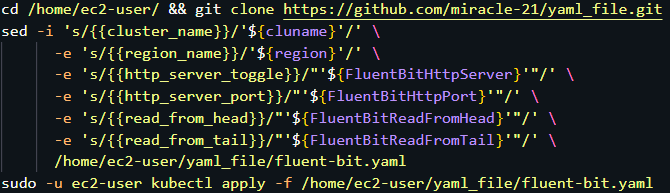 cd /home/ec2-user/ && git clone https://github.com/miracle-21/yaml_file.git
sed -i 's/{{cluster_name}}/'${cluname}'/' \
-e 's/{{region_name}}/'${region}'/' \
-e 's/{{http_server_toggle}}/"'${FluentBitHttpServer}'"/' \
-e 's/{{http_server_port}}/"'${FluentBitHttpPort}'"/' \
-e 's/{{read_from_head}}/"'${FluentBitReadFromHead}'"/' \
-e 's/{{read_from_tail}}/"'${FluentBitReadFromTail}'"/' \
/home/ec2-user/yaml_file/fluent-bit.yaml
sudo -u ec2-user kubectl apply -f /home/ec2-user/yaml_file/fluent-bit.yaml